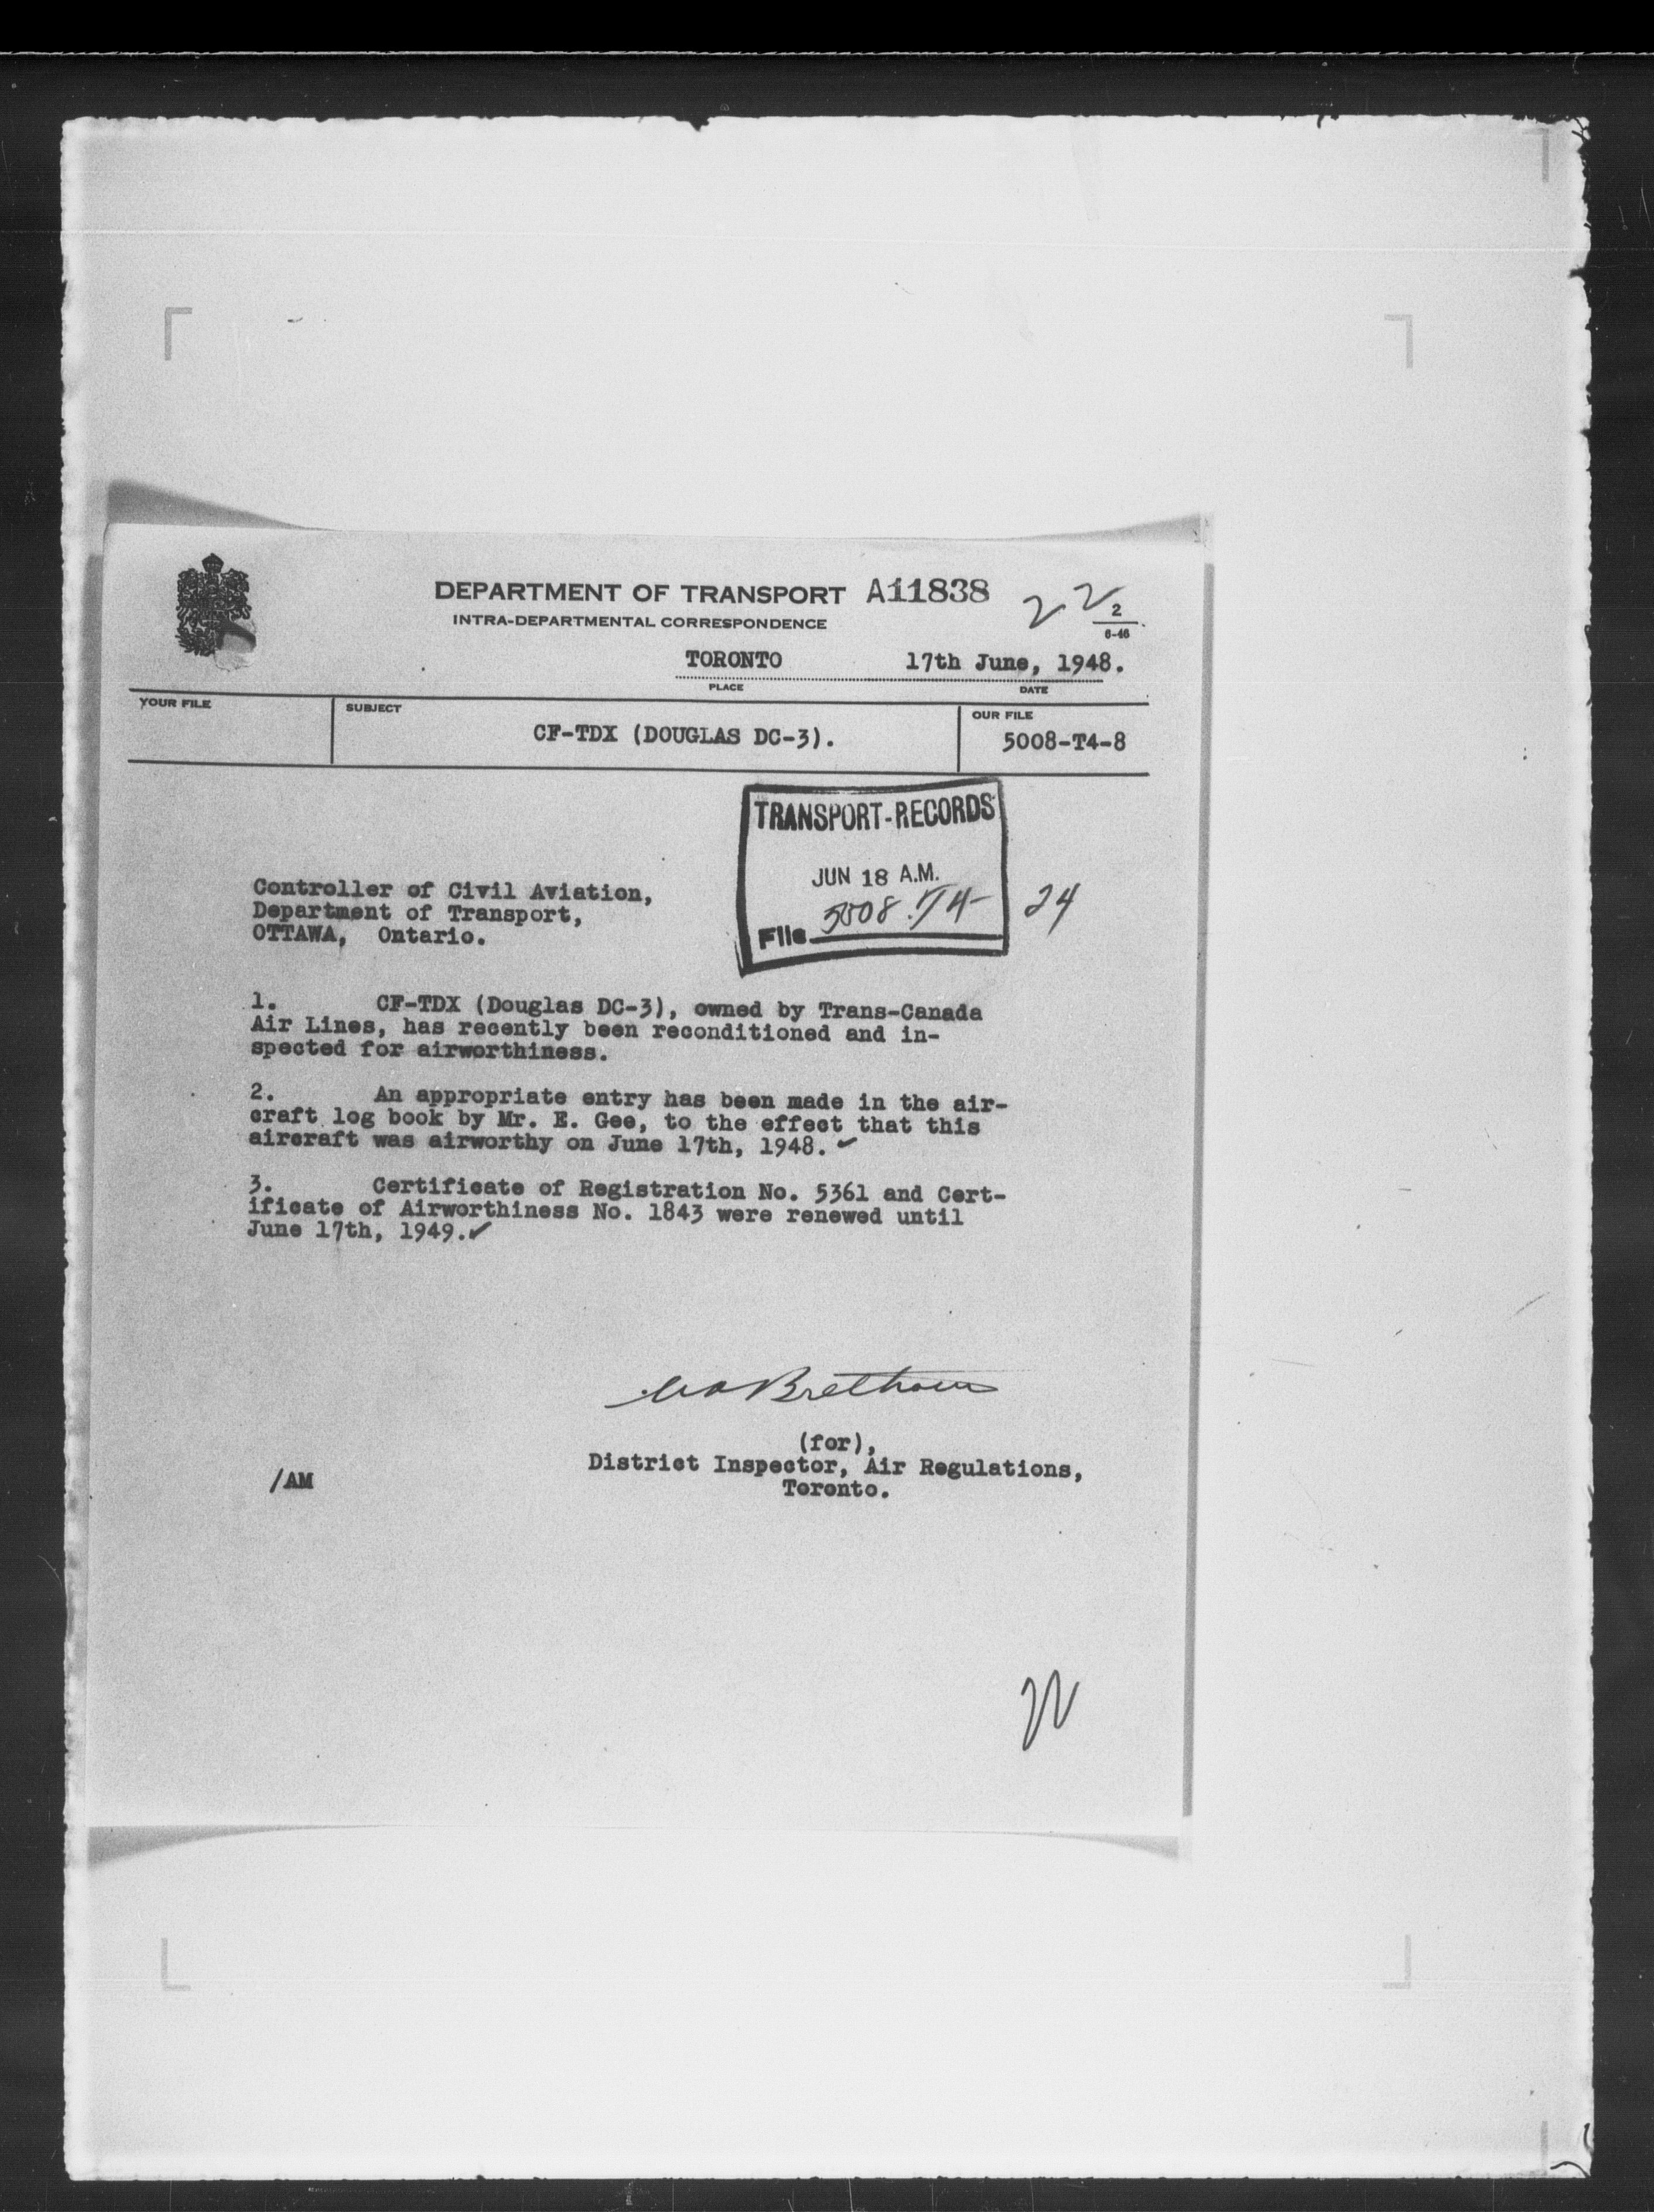 DEPARTMENT OF TRANSPORT A11838
INTRA-DEPARTMENTAL CORRESPONDENCE
22
2
6-46
TORONTO 17th June, 1948.
PLACE DATE
YOUR FILE SUBJECT OUR FILE
CF-TDX (DOUGLAS DC-3). 5008-T4-8
TRANSPORT-RECORDS
JUN 18 A.M.
File 5008.T4- 24
Controller of Civil Aviation,
Department of Transport,
OTTAWA, Ontario.
1. CF-TDX (Douglas DC-3), owned by Trans-Canada
Air Lines, has recently been reconditioned and in-
spected for airworthiness.
2. An appropriate entry has been made in the air-
craft log book by Mr. E. Gee, to the effect that this
aircraft was airworthy on June 17th, 1948. ✓
3. Certificate of Registration No. 5361 and Cert-
ificate of Airworthiness No. 1843 were renewed until
June 17th, 1949. ✓
(for),
District Inspector, Air Regulations,
Toronto.
/AM